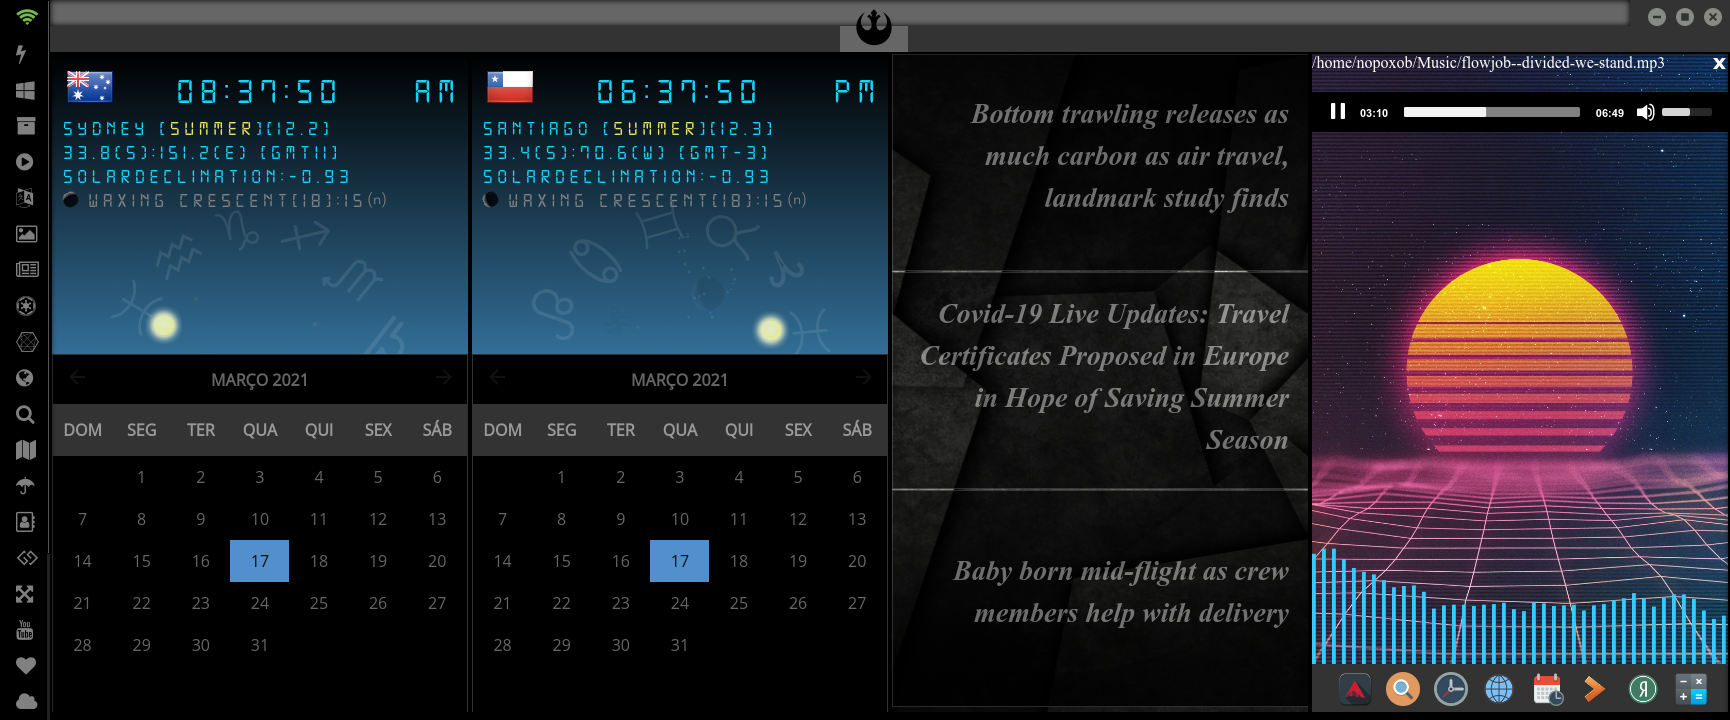 08:37:50 AM
SYDNEY [SUMMER][12.2]
33.8(S):151.2(E) [GMT11]
SOLARDECLINATION:-0.93
WAXING CRESCENT[18]:15(n)
MARÇO 2021
DOM SEG TER QUA QUI SEX SÁB
1 2 3 4 5 6
7 8 9 10 11 12 13
14 15 16 17 18 19 20
21 22 23 24 25 26 27
28 29 30 31
06:37:50 PM
SANTIAGO [SUMMER][12.3]
33.4(S):70.6(W) [GMT-3]
SOLARDECLINATION:-0.93
WAXING CRESCENT[18]:15(n)
MARÇO 2021
DOM SEG TER QUA QUI SEX SÁB
1 2 3 4 5 6
7 8 9 10 11 12 13
14 15 16 17 18 19 20
21 22 23 24 25 26 27
28 29 30 31
Bottom trawling releases as
much carbon as air travel,
landmark study finds
Covid-19 Live Updates: Travel
Certificates Proposed in Europe
in Hope of Saving Summer
Season
Baby born mid-flight as crew
members help with delivery
/home/nopoxob/Music/flowjob--divided-we-stand.mp3 x
03:10 06:49
You
Tube
Я